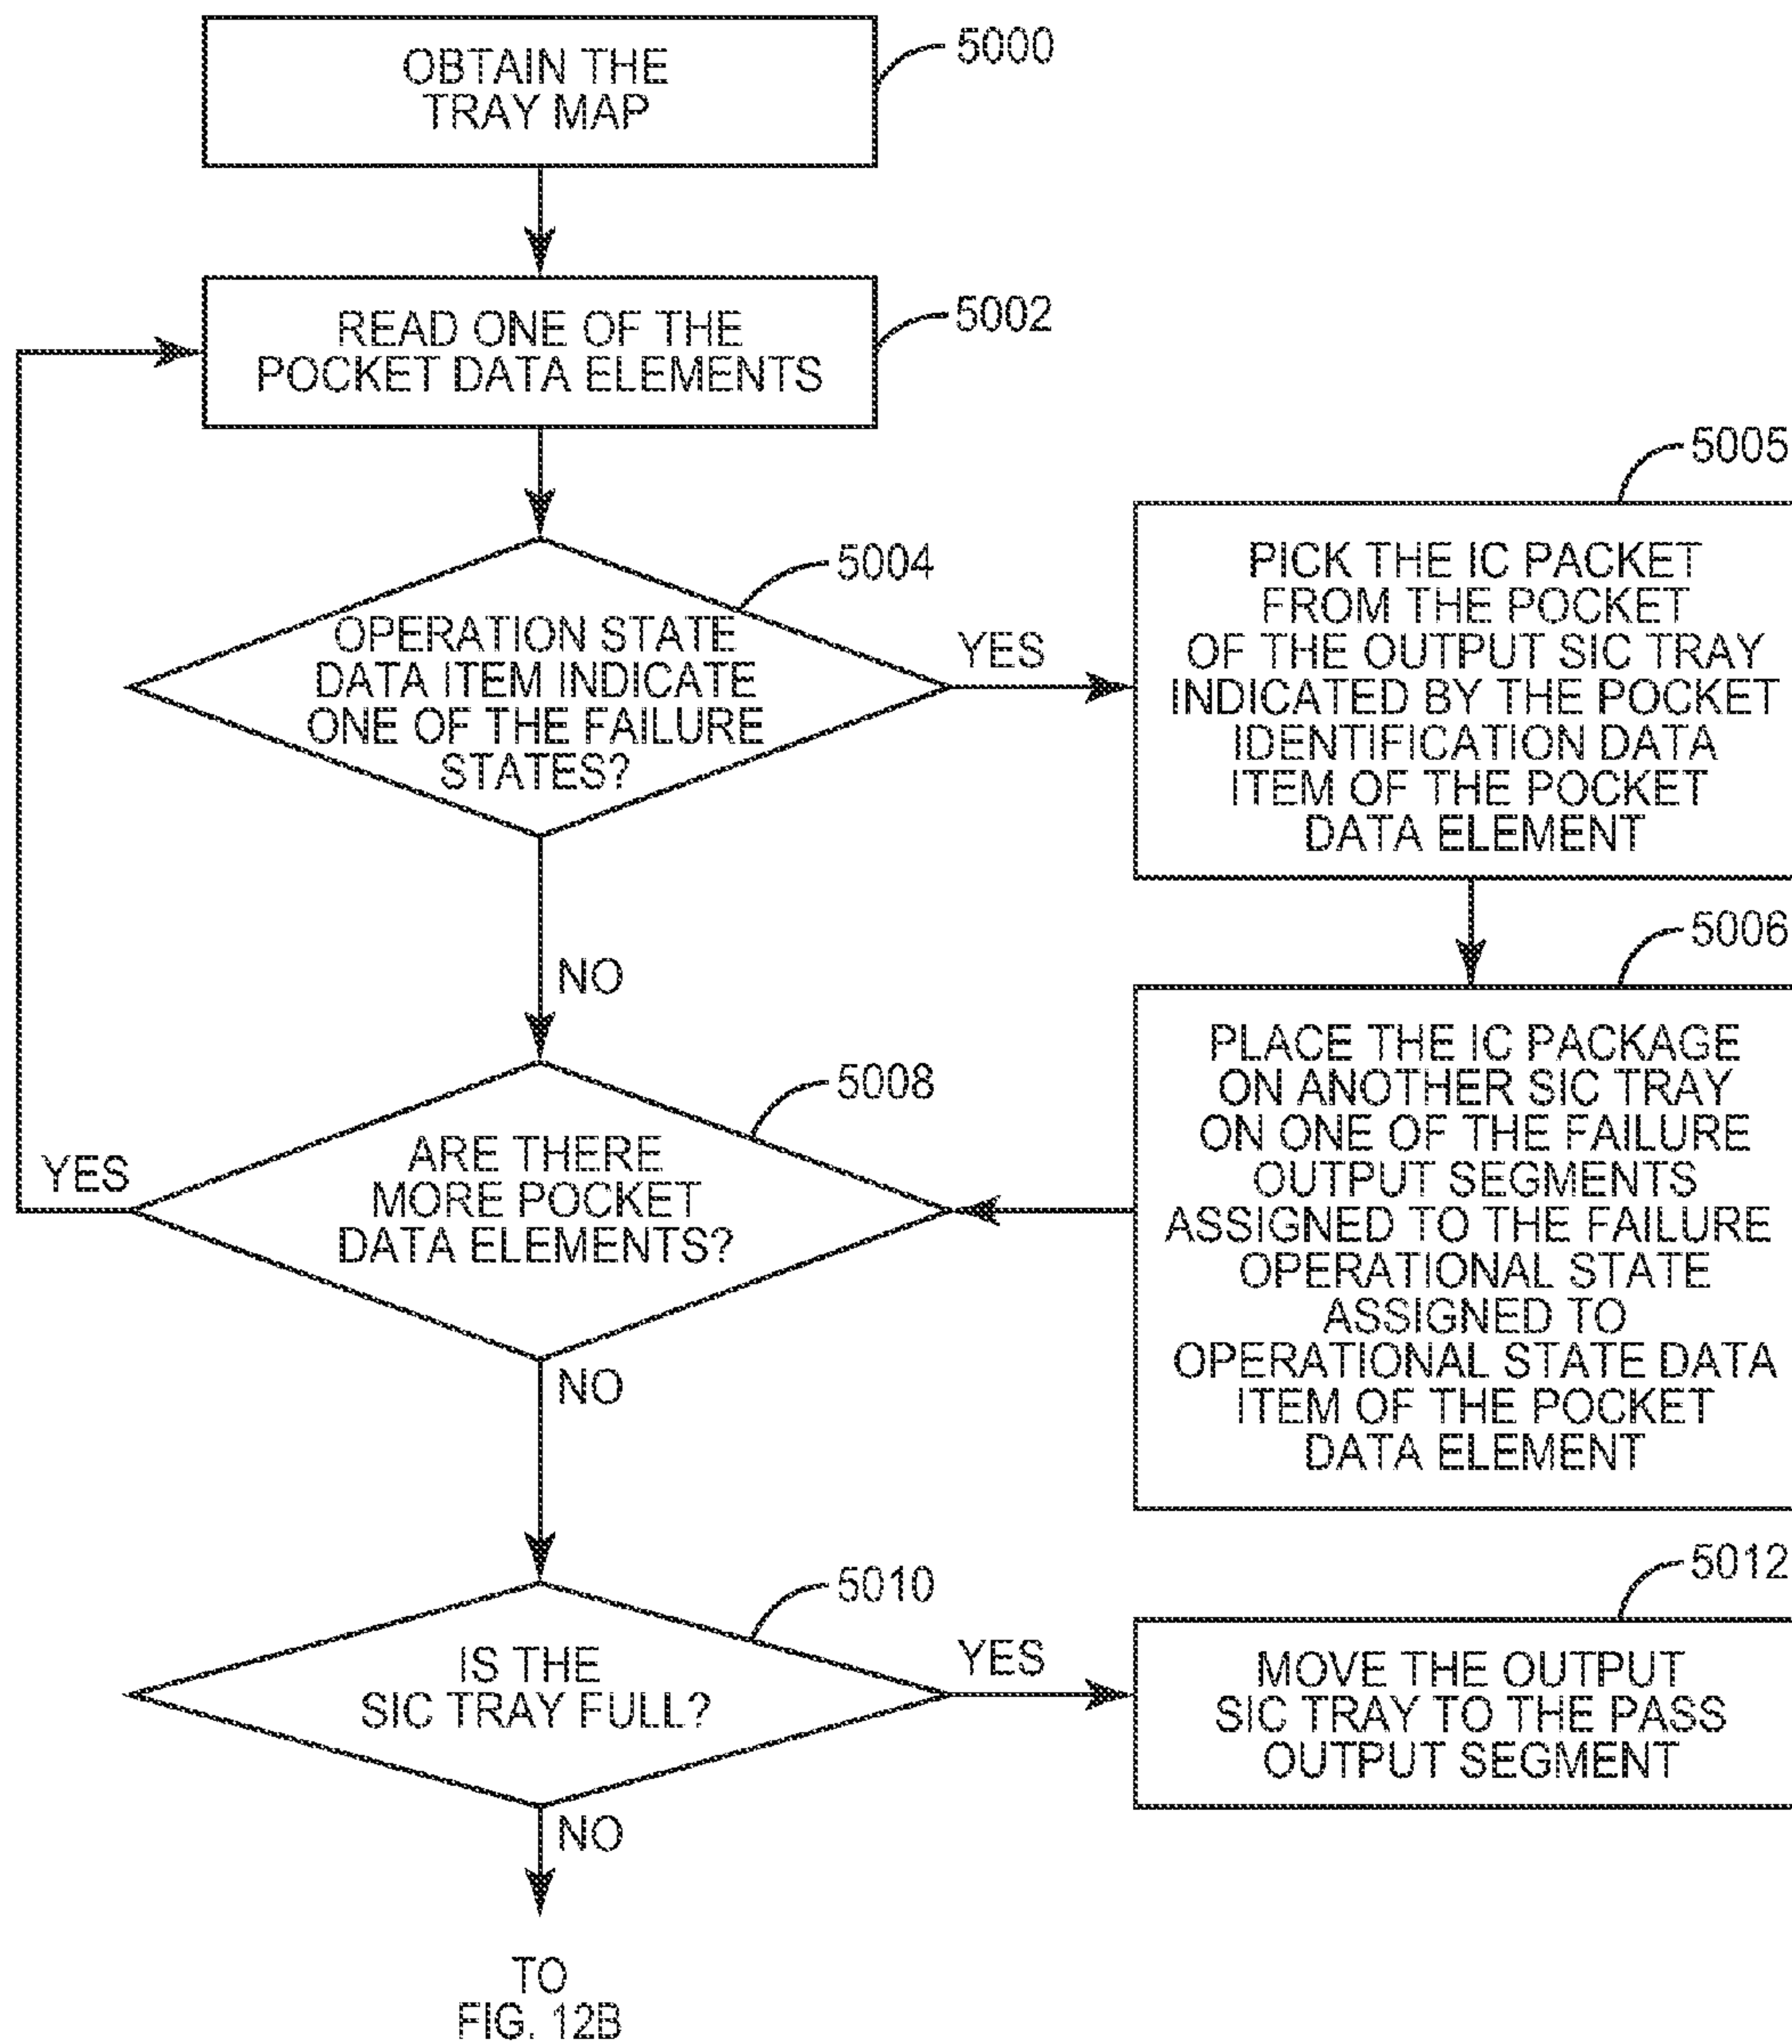 OBTAIN THE
TRAY MAP
5000
READ ONE OF THE
POCKET DATA ELEMENTS
5002
OPERATION STATE
DATA ITEM INDICATE
ONE OF THE FAILURE
STATES?
5004
YES
NO
5005
PICK THE IC PACKET
FROM THE POCKET
OF THE OUTPUT SIC TRAY
INDICATED BY THE POCKET
IDENTIFICATION DATA
ITEM OF THE POCKET
DATA ELEMENT
5006
PLACE THE IC PACKAGE
ON ANOTHER SIC TRAY
ON ONE OF THE FAILURE
OUTPUT SEGMENTS
ASSIGNED TO THE FAILURE
OPERATIONAL STATE
ASSIGNED TO
OPERATIONAL STATE DATA
ITEM OF THE POCKET
DATA ELEMENT
5008
ARE THERE
MORE POCKET
DATA ELEMENTS?
YES
NO
5010
IS THE
SIC TRAY FULL?
YES
NO
5012
MOVE THE OUTPUT
SIC TRAY TO THE PASS
OUTPUT SEGMENT
TO
FIG. 12B